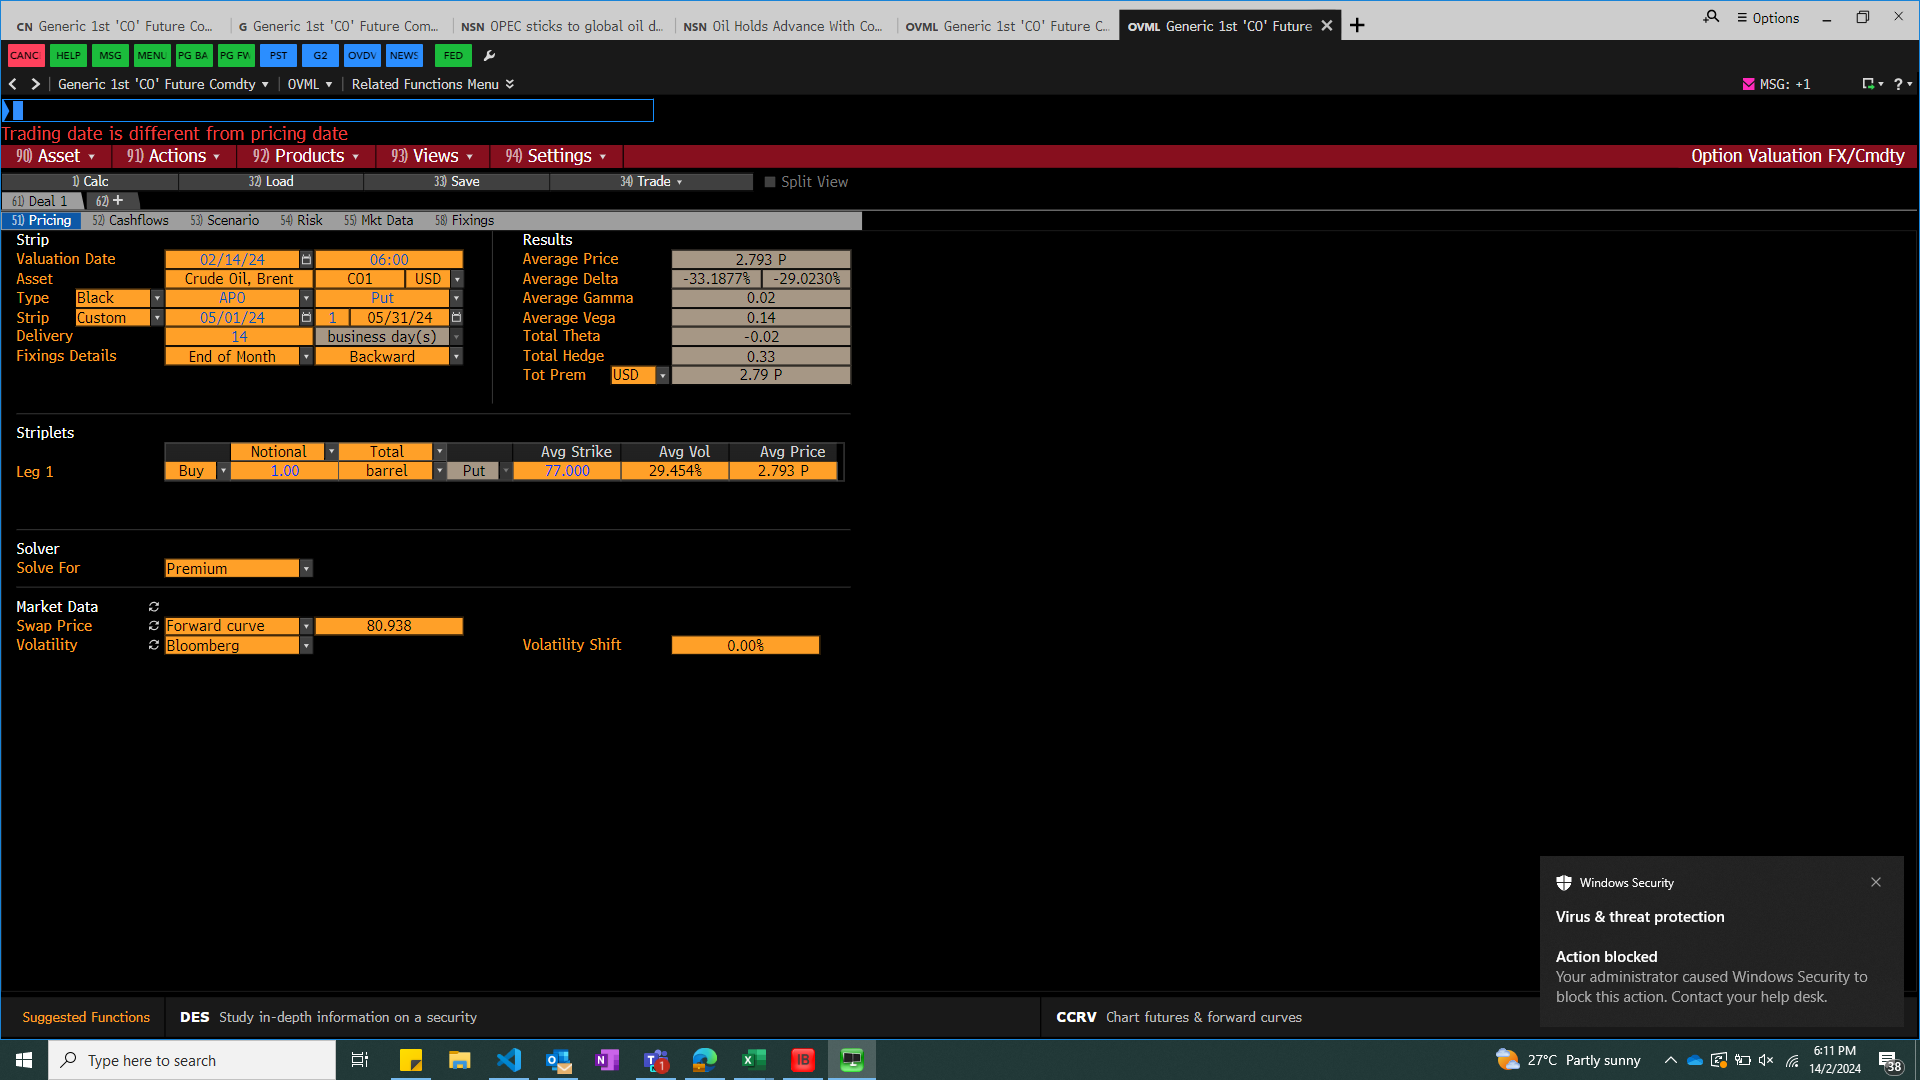 CN Generic 1st 'CO' Future Co... G Generic 1st 'CO' Future Com... NSN OPEC sticks to global oil d... NSN Oil Holds Advance With Co... OVML Generic 1st 'CO' Future C... OVML Generic 1st 'CO' Future Options
CANC HELP MSG MENU PG BA PG FW PST G2 OVDV NEWS FED
Generic 1st 'CO' Future Comdty OVML Related Functions Menu MSG: +1 ?
Trading date is different from pricing date
90) Asset 91) Actions 92) Products 93) Views 94) Settings Option Valuation FX/Cmdty
1) Calc 32) Load 33) Save 34) Trade Split View
61) Deal 1 62) +
51) Pricing 52) Cashflows 53) Scenario 54) Risk 55) Mkt Data 58) Fixings
Strip Results
Valuation Date 02/14/24 06:00 Average Price 2.793 P
Asset Crude Oil, Brent CO1 USD Average Delta -33.1877% -29.0230%
Type Black APO Put Average Gamma 0.02
Strip Custom 05/01/24 1 05/31/24 Average Vega 0.14
Delivery 14 business day(s) Total Theta -0.02
Fixings Details End of Month Backward Total Hedge 0.33
Tot Prem USD 2.79 P
Striplets
Notional Total Avg Strike Avg Vol Avg Price
Leg 1 Buy 1.00 barrel Put 77.000 29.454% 2.793 P
Solver
Solve For Premium
Market Data
Swap Price Forward curve 80.938
Volatility Bloomberg Volatility Shift 0.00%
Windows Security
Virus & threat protection
Action blocked
Your administrator caused Windows Security to
block this action. Contact your help desk.
Suggested Functions DES Study in-depth information on a security CCRV Chart futures & forward curves
Type here to search 1 IB 27°C Partly sunny 6:11 PM
14/2/2024 38